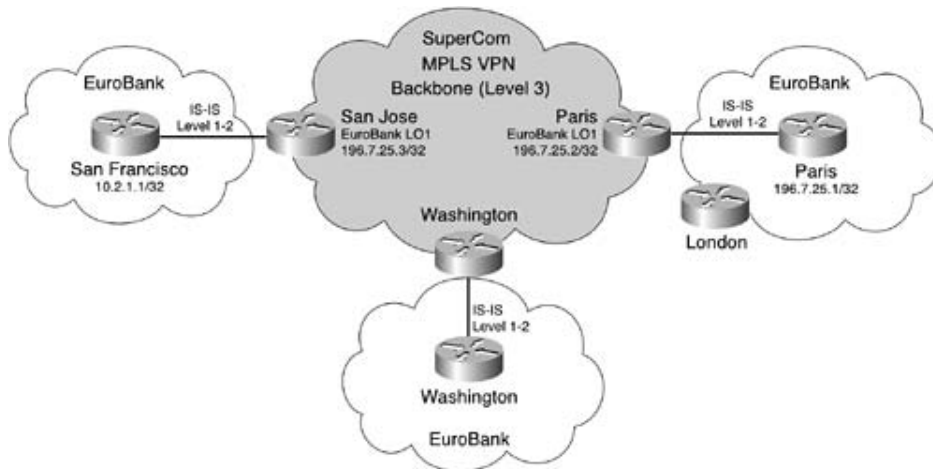 SuperCom
MPLS VPN
Backbone (Level 3)
EuroBank
IS-IS
Level 1-2
San Francisco
10.2.1.1/32
San Jose
EuroBank LO1
196.7.25.3/32
Paris
EuroBank LO1
196.7.25.2/32
IS-IS
Level 1-2
EuroBank
Paris
196.7.25.1/32
London
Washington
IS-IS
Level 1-2
Washington
EuroBank